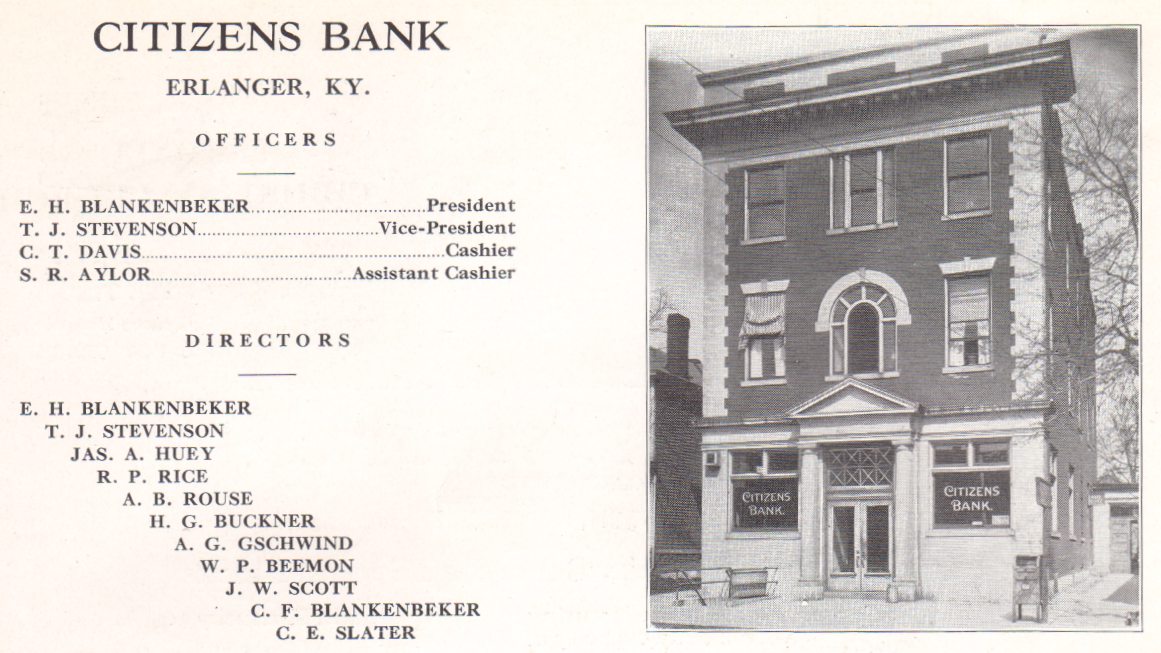 CITIZENS BANK
ERLANGER, KY.
OFFICERS
E. H. BLANKENBEKER........................................President
T. J. STEVENSON........................................Vice-President
C. T. DAVIS........................................Cashier
S. R. AYLOR........................................Assistant Cashier
DIRECTORS
E. H. BLANKENBEKER
T. J. STEVENSON
JAS. A. HUEY
R. P. RICE
A. B. ROUSE
H. G. BUCKNER
A. G. GSCHWIND
W. P. BEEMON
J. W. SCOTT
C. F. BLANKENBEKER
C. E. SLATER
CITIZENS
BANK.
CITIZENS
BANK.